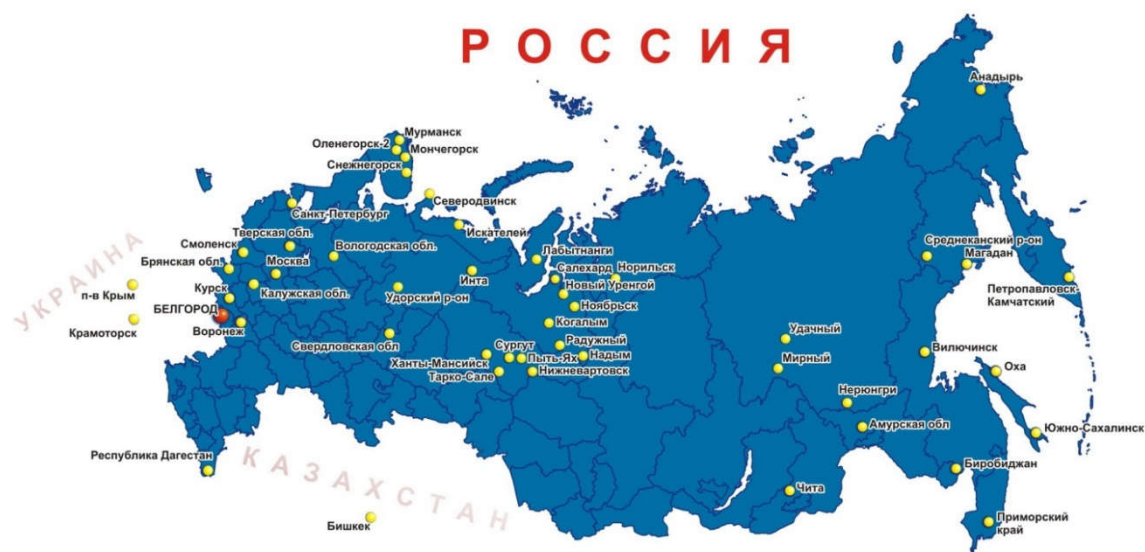 РОССИЯ
Анадырь
Мурманск
Оленегорск-2
Мончегорск
Снежнегорск
Северодвинск
Санкт-Петербург
Искателей
Тверская обл.
Вологодская обл.
Смоленск
Лабытнанги
Среднеканский р-он
Магадан
Брянская обл.
Москва
Салехард
Норильск
УКРАИНА
Инта
Новый Уренгой
Петропавловск-
Камчатский
п-в Крым
Калужская обл.
Удорский р-он
Курск
Ноябрьск
БЕЛГОРОД
Крамоторск
Воронеж
Когалым
Свердловская обл
Удачный
Сургут
Радужный
Вилючинск
Ханты-Мансийск
Пыть-Ях
Надым
Мирный
Оха
Тарко-Сале
Нижневартовск
Нерюнгри
Амурская обл
Южно-Сахалинск
Республика Дагестан
КАЗАХСТАН
Биробиджан
Чита
Бишкек
Приморский
край